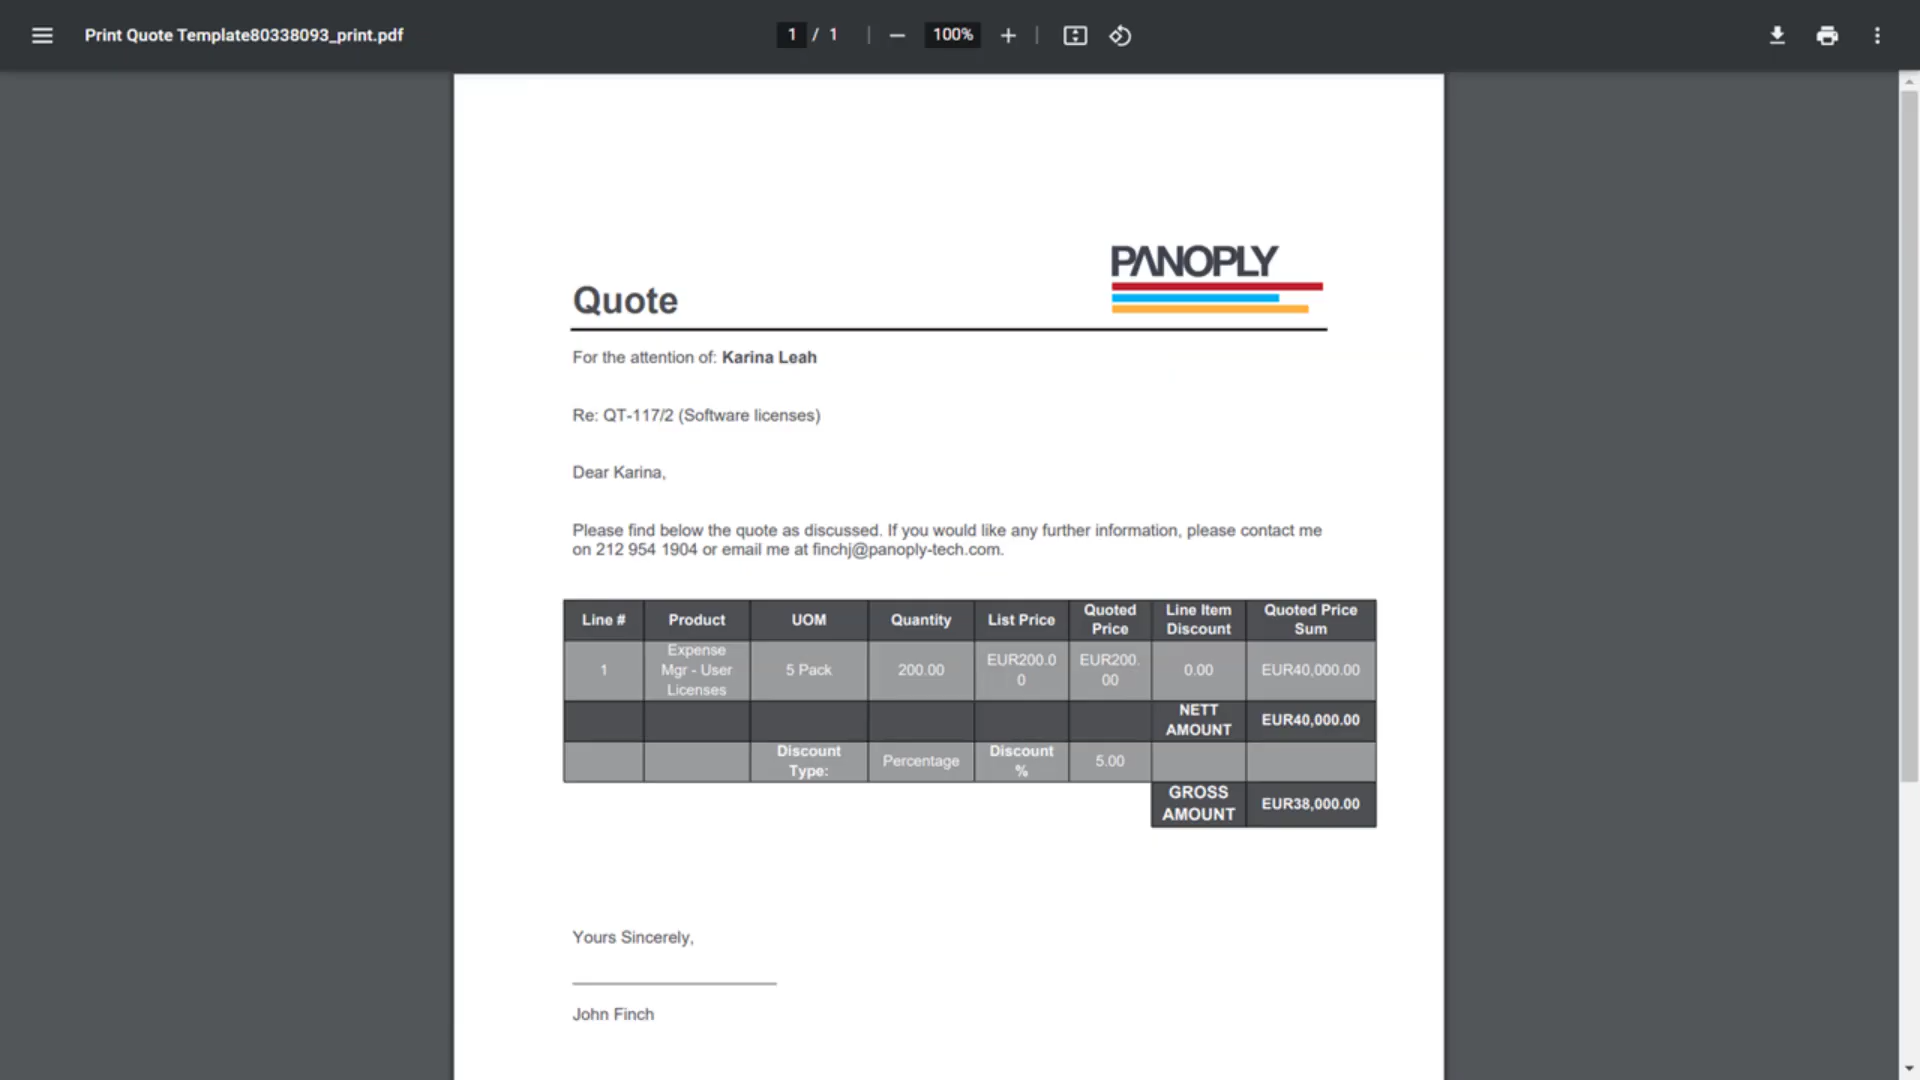 Print Quote Template80338093_print.pdf
1 / 1
100%
PANOPLY
Quote
For the attention of: Karina Leah
Re: QT-117/2 (Software licenses)
Dear Karina,
Please find below the quote as discussed. If you would like any further information, please contact me
on 212 954 1904 or email me at finchj@panoply-tech.com.
Line # Product UOM Quantity List Price Quoted Price Line Item Discount Quoted Price Sum
1 Expense Mgr - User Licenses 5 Pack 200.00 EUR200.00 EUR200.00 0.00 EUR40,000.00
NETT AMOUNT EUR40,000.00
Discount Type: Percentage Discount % 5.00
GROSS AMOUNT EUR38,000.00
Yours Sincerely,
John Finch